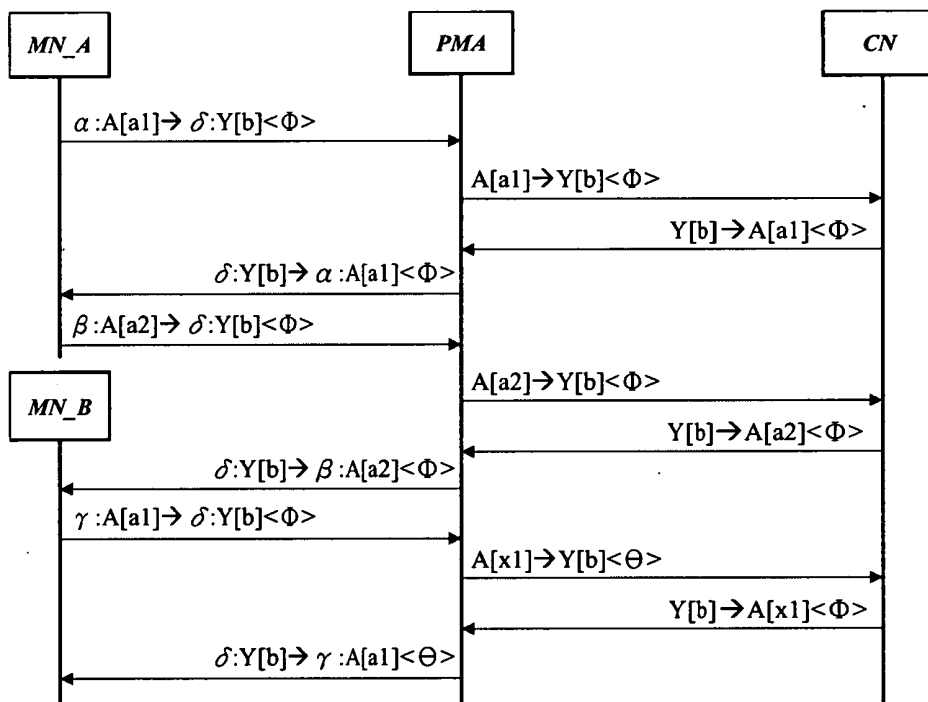 MN_A
PMA
CN
α:A[a1]→ δ:Y[b]<Φ>
A[a1]→Y[b]<Φ>
Y[b]→A[a1]<Φ>
δ:Y[b]→ α:A[a1]<Φ>
β:A[a2]→ δ:Y[b]<Φ>
MN_B
A[a2]→Y[b]<Φ>
Y[b]→A[a2]<Φ>
δ:Y[b]→ β:A[a2]<Φ>
γ:A[a1]→ δ:Y[b]<Φ>
A[x1]→Y[b]<Θ>
Y[b]→A[x1]<Φ>
δ:Y[b]→ γ:A[a1]<Θ>